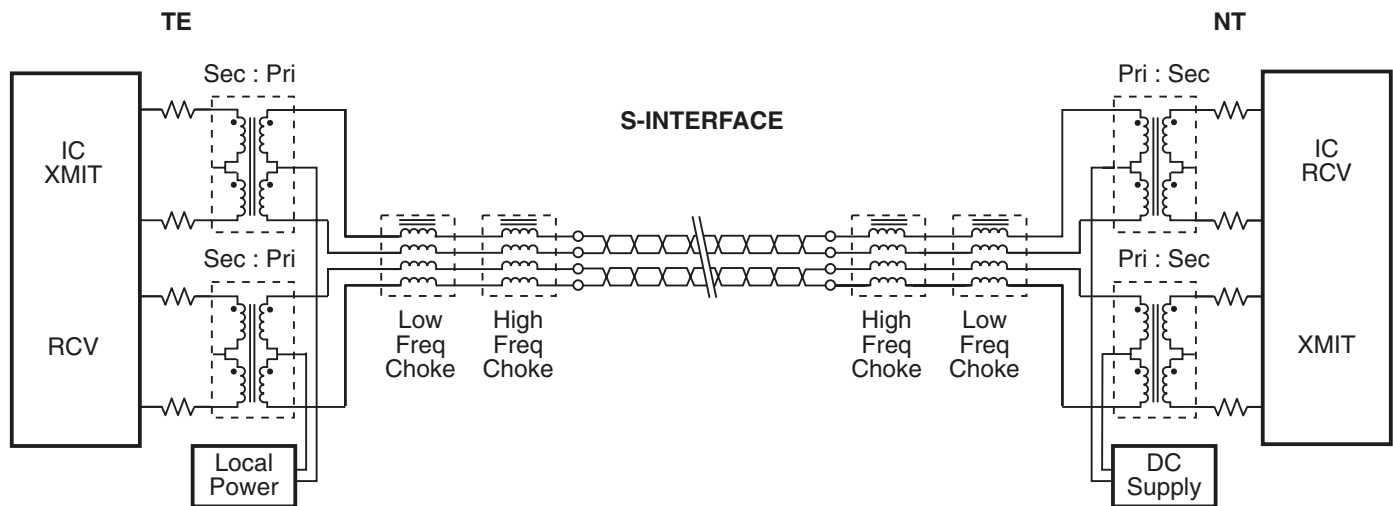 TE
NT
Sec : Pri
Pri : Sec
S-INTERFACE
IC
XMIT
IC
RCV
Sec : Pri
Pri : Sec
RCV
XMIT
Low
Freq
Choke
High
Freq
Choke
High
Freq
Choke
Low
Freq
Choke
Local
Power
DC
Supply